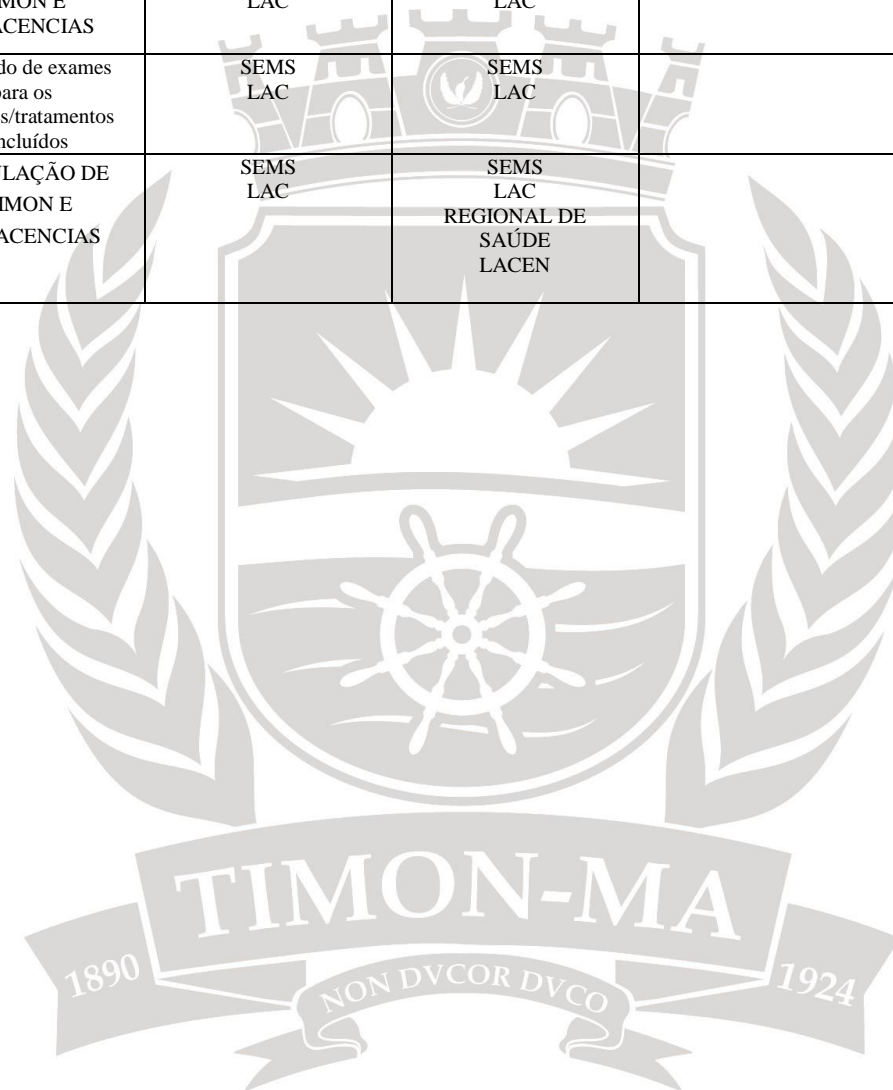 LAC LAC
ACENCIAS
do de exames SEMS SEMS
para os LAC LAC
s/tratamentos
ncluídos
LAÇÃO DE SEMS SEMS
IMON E LAC LAC
ACENCIAS REGIONAL DE
SAÚDE
LACEN
TIMON-MA
1890 NON DVCOR DVCO 1924